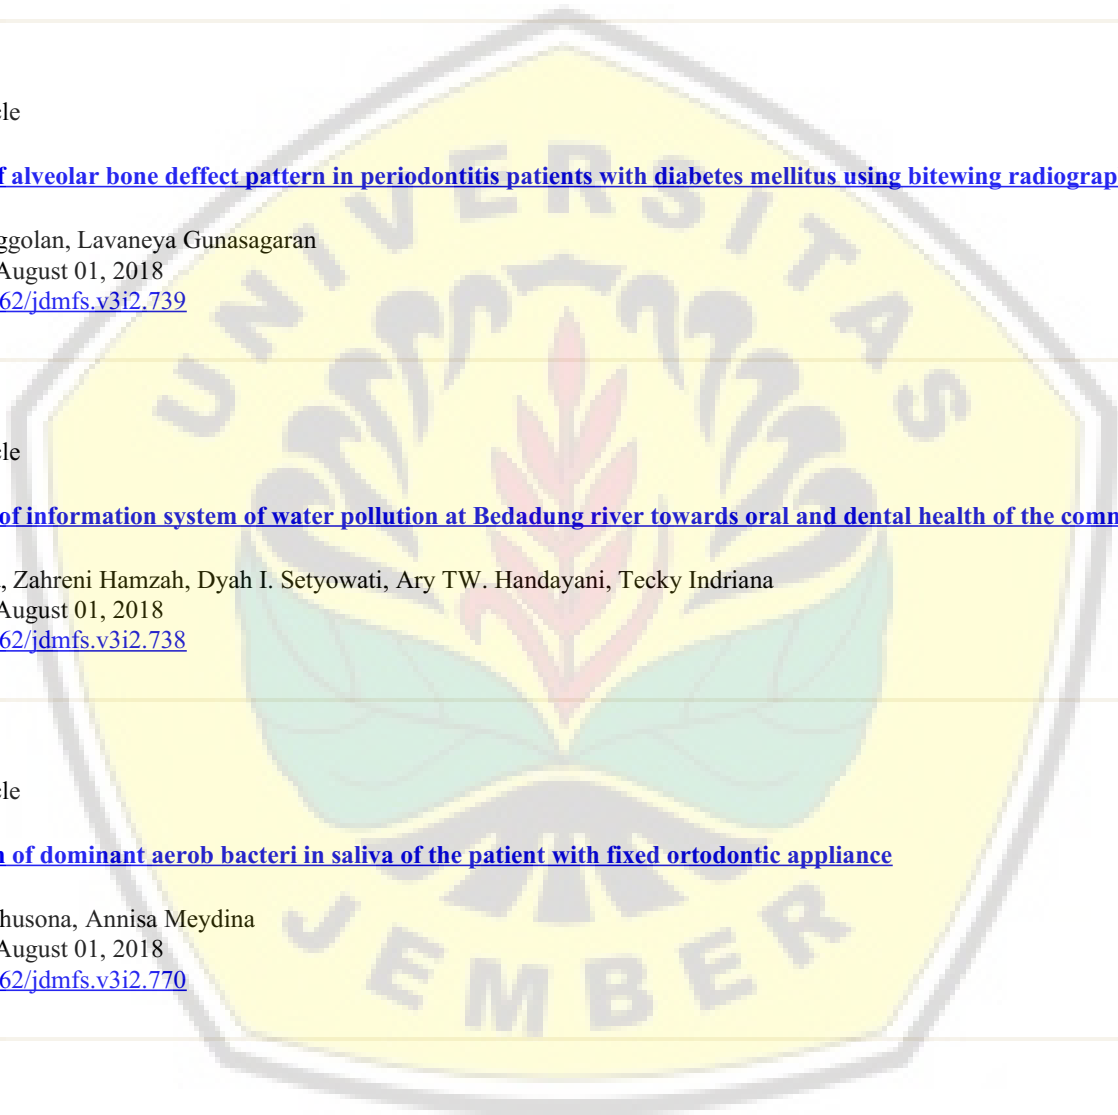 cle
f alveolar bone deffect pattern in periodontitis patients with diabetes mellitus using bitewing radiograp
ggolan, Lavaneya Gunasagaran
August 01, 2018
62/jdmfs.v3i2.739
cle
of information system of water pollution at Bedadung river towards oral and dental health of the comm
, Zahreni Hamzah, Dyah I. Setyowati, Ary TW. Handayani, Tecky Indriana
August 01, 2018
62/jdmfs.v3i2.738
cle
n of dominant aerob bacteri in saliva of the patient with fixed ortodontic appliance
husona, Annisa Meydina
August 01, 2018
62/jdmfs.v3i2.770
UNIVERSITAS
JEMBER